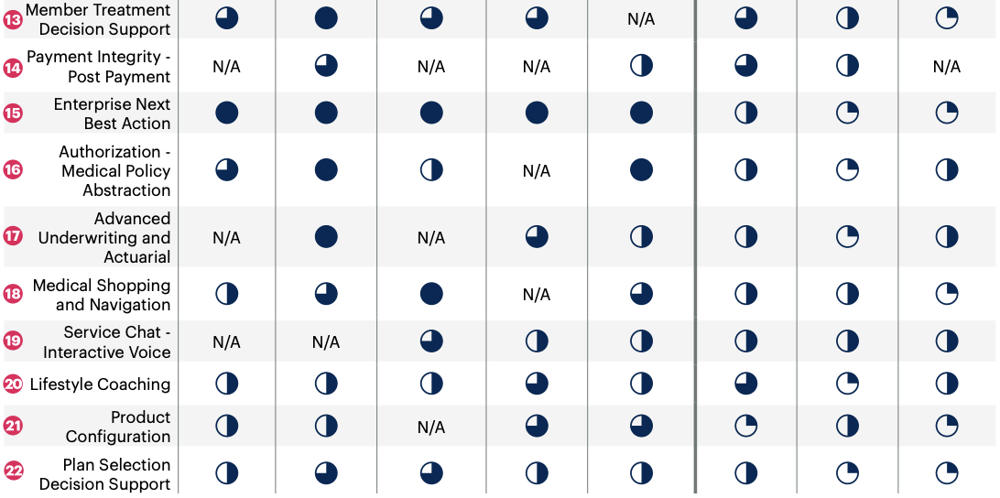 13 Member Treatment
Decision Support
N/A
14 Payment Integrity -
Post Payment
N/A N/A N/A N/A
15 Enterprise Next
Best Action
16 Authorization -
Medical Policy
Abstraction
N/A
17 Advanced
Underwriting and
Actuarial
N/A N/A
18 Medical Shopping
and Navigation
N/A
19 Service Chat -
Interactive Voice
N/A N/A
20 Lifestyle Coaching
21 Product
Configuration
N/A
22 Plan Selection
Decision Support